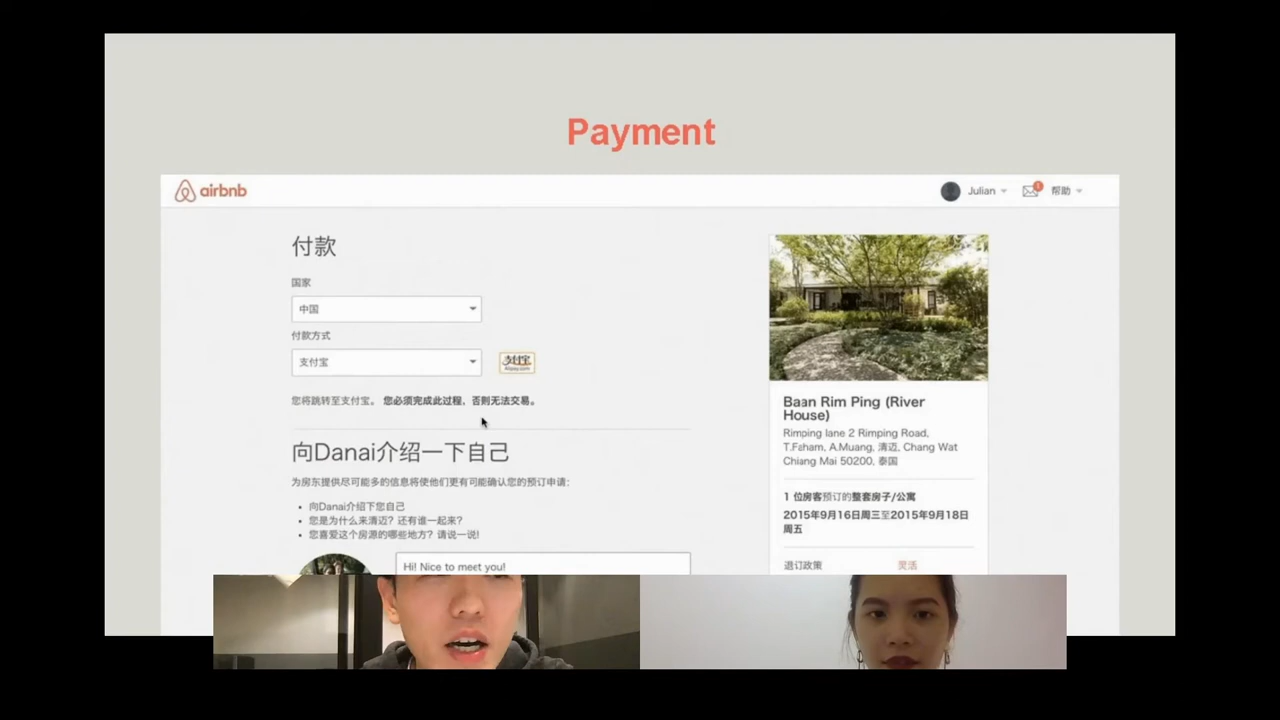 Payment
airbnb
Julian
1
帮助
付款
国家
中国
付款方式
支付宝
支付宝
Alipay.com
您将跳转至支付宝。您必须完成此过程，否则无法交易。
向Danai介绍一下自己
为房东提供尽可能多的信息将使他们更有可能确认您的预订申请：
向Danai介绍下您自己
您是为什么来清迈？还有谁一起来？
您喜爱这个房源的哪些地方？请说一说!
Hi! Nice to meet you!
Baan Rim Ping (River
House)
Rimping lane 2 Rimping Road,
T.Faham, A.Muang, 清迈, Chang Wat
Chiang Mai 50200, 泰国
1 位房客预订的整套房子/公寓
2015年9月16日周三至2015年9月18日
周五
退订政策
灵活